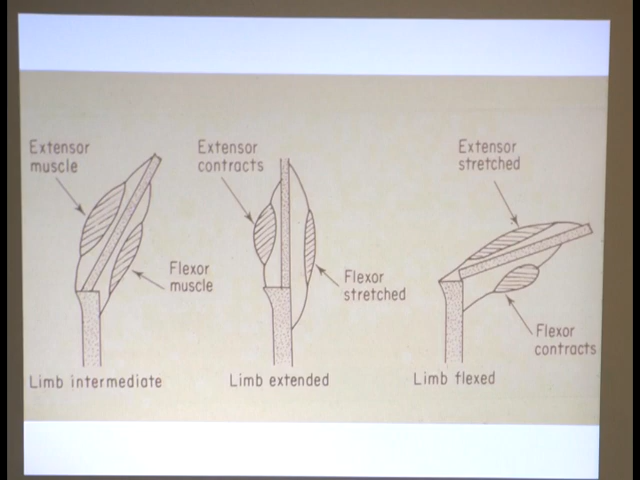 Extensor
muscle
Flexor
muscle
Limb intermediate
Extensor
contracts
Flexor
stretched
Limb extended
Extensor
stretched
Flexor
contracts
Limb flexed